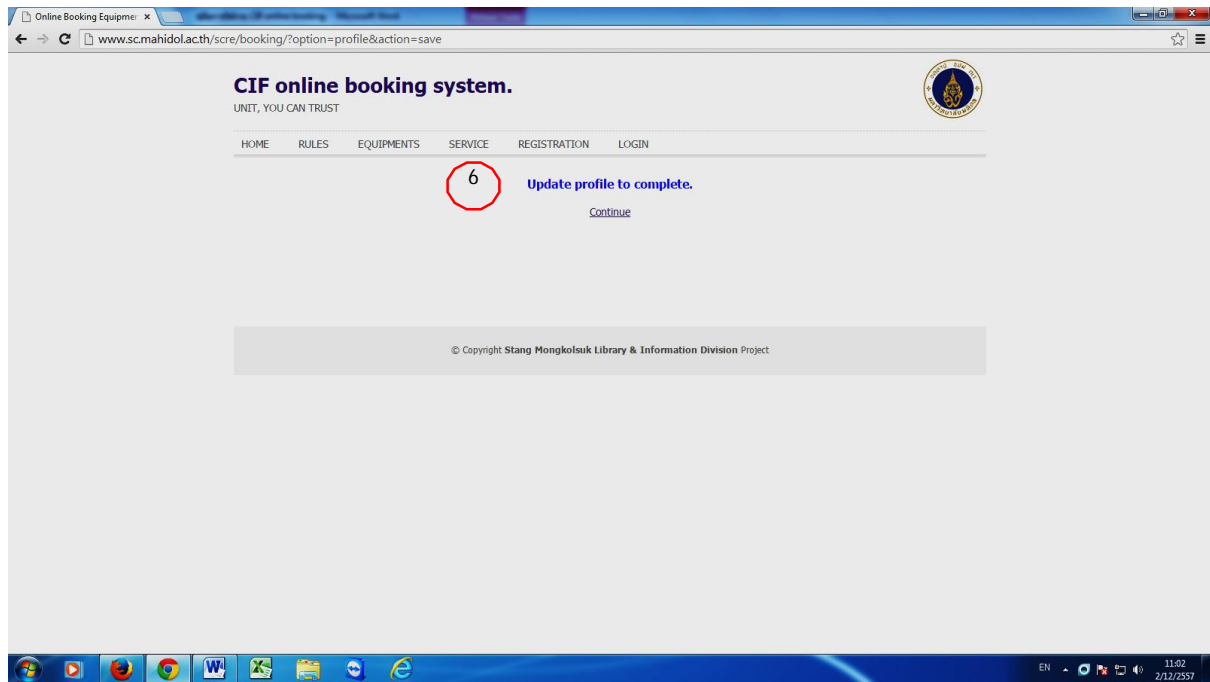 Online Booking Equipmer
www.sc.mahidol.ac.th/scre/booking/?option=profile&action=save
CIF online booking system.
UNIT, YOU CAN TRUST
HOME RULES EQUIPMENTS SERVICE REGISTRATION LOGIN
6
Update profile to complete.
Continue
© Copyright Stang Mongkolsuk Library & Information Division Project
EN
11:02
2/12/2557